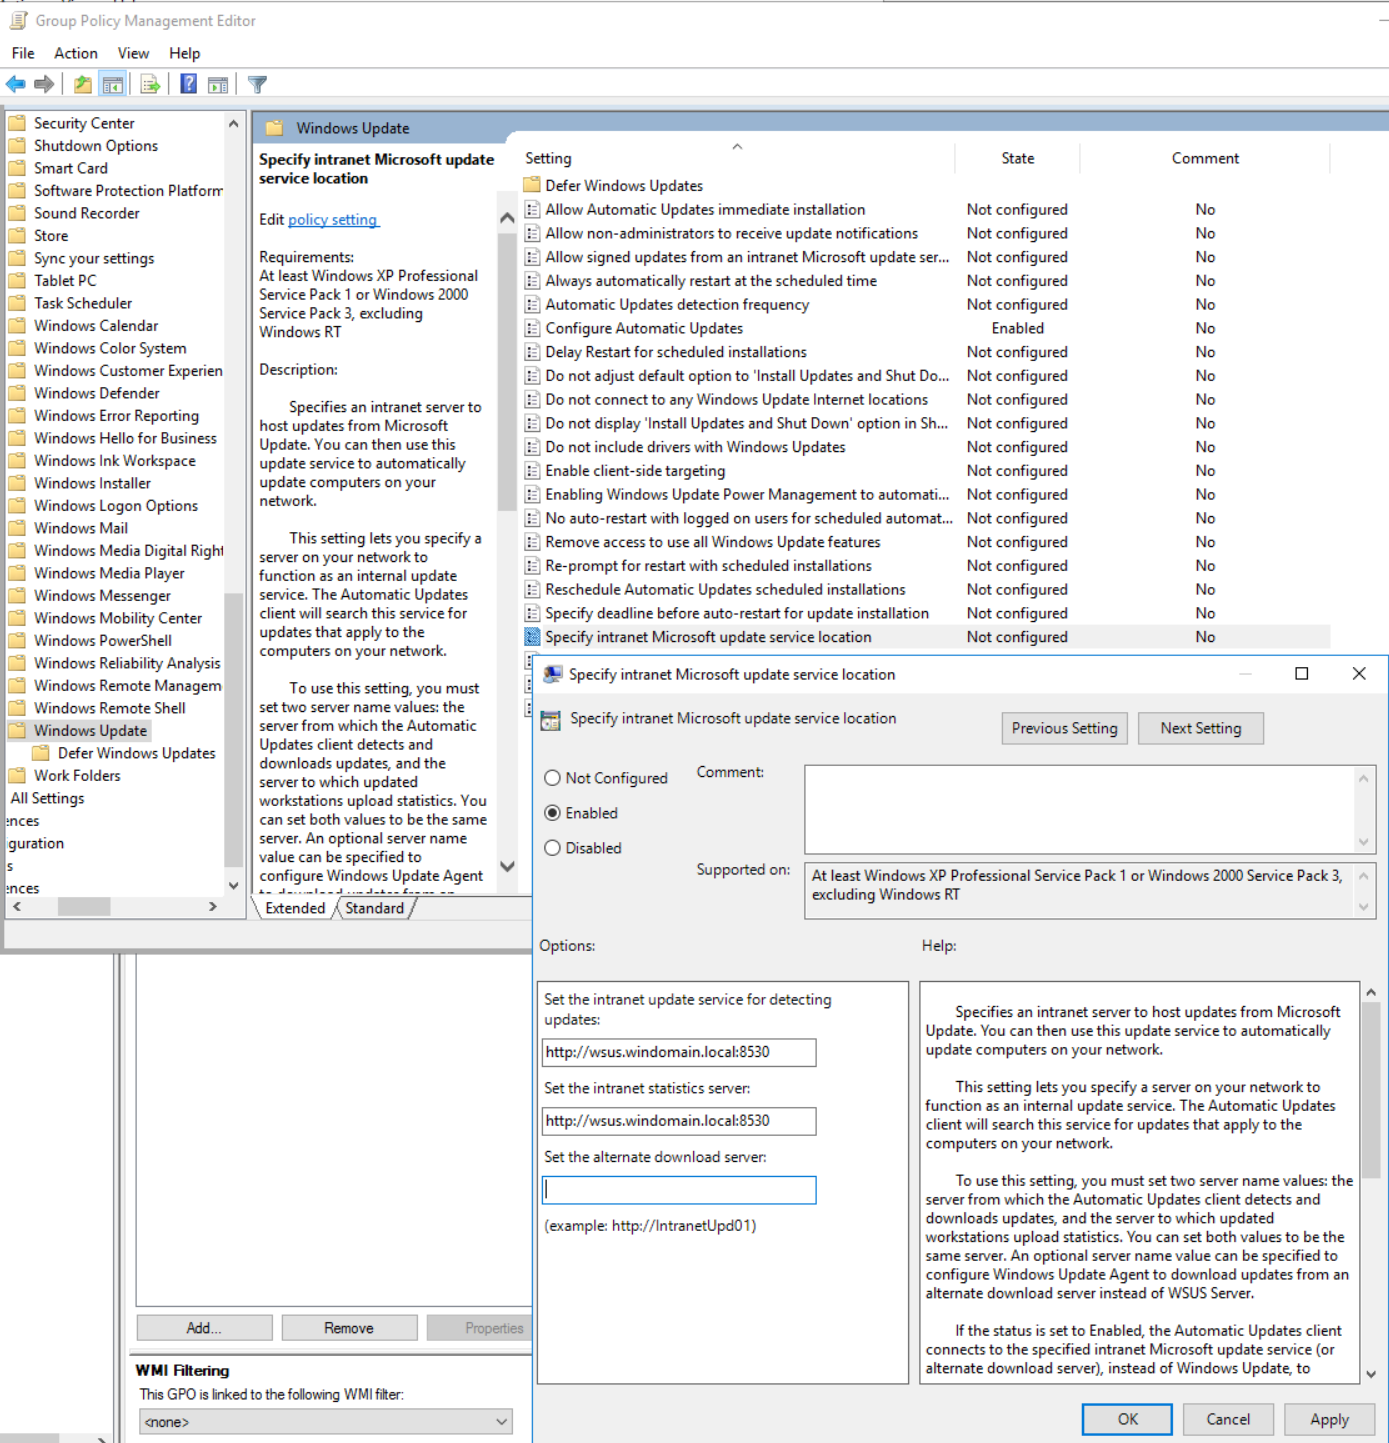 Group Policy Management Editor
File Action View Help
Security Center
Shutdown Options
Smart Card
Software Protection Platform
Sound Recorder
Store
Sync your settings
Tablet PC
Task Scheduler
Windows Calendar
Windows Color System
Windows Customer Experien
Windows Defender
Windows Error Reporting
Windows Hello for Business
Windows Ink Workspace
Windows Installer
Windows Logon Options
Windows Mail
Windows Media Digital Right
Windows Media Player
Windows Messenger
Windows Mobility Center
Windows PowerShell
Windows Reliability Analysis
Windows Remote Managem
Windows Remote Shell
Windows Update
Defer Windows Updates
Work Folders
All Settings
ences
iguration
s
ences
Windows Update
Specify intranet Microsoft update
service location
Edit policy setting
Requirements:
At least Windows XP Professional
Service Pack 1 or Windows 2000
Service Pack 3, excluding
Windows RT
Description:
Specifies an intranet server to
host updates from Microsoft
Update. You can then use this
update service to automatically
update computers on your
network.
This setting lets you specify a
server on your network to
function as an internal update
service. The Automatic Updates
client will search this service for
updates that apply to the
computers on your network.
To use this setting, you must
set two server name values: the
server from which the Automatic
Updates client detects and
downloads updates, and the
server to which updated
workstations upload statistics. You
can set both values to be the same
server. An optional server name
value can be specified to
configure Windows Update Agent
Extended Standard
Setting State Comment
Defer Windows Updates
Allow Automatic Updates immediate installation Not configured No
Allow non-administrators to receive update notifications Not configured No
Allow signed updates from an intranet Microsoft update ser... Not configured No
Always automatically restart at the scheduled time Not configured No
Automatic Updates detection frequency Not configured No
Configure Automatic Updates Enabled No
Delay Restart for scheduled installations Not configured No
Do not adjust default option to 'Install Updates and Shut Do... Not configured No
Do not connect to any Windows Update Internet locations Not configured No
Do not display 'Install Updates and Shut Down' option in Sh... Not configured No
Do not include drivers with Windows Updates Not configured No
Enable client-side targeting Not configured No
Enabling Windows Update Power Management to automati... Not configured No
No auto-restart with logged on users for scheduled automat... Not configured No
Remove access to use all Windows Update features Not configured No
Re-prompt for restart with scheduled installations Not configured No
Reschedule Automatic Updates scheduled installations Not configured No
Specify deadline before auto-restart for update installation Not configured No
Specify intranet Microsoft update service location Not configured No
Specify intranet Microsoft update service location
Specify intranet Microsoft update service location
Previous Setting Next Setting
Not Configured
Enabled
Disabled
Comment:
Supported on:
At least Windows XP Professional Service Pack 1 or Windows 2000 Service Pack 3,
excluding Windows RT
Options:
Help:
Set the intranet update service for detecting
updates:
http://wsus.windomain.local:8530
Set the intranet statistics server:
http://wsus.windomain.local:8530
Set the alternate download server:
(example: http://IntranetUpd01)
Specifies an intranet server to host updates from Microsoft
Update. You can then use this update service to automatically
update computers on your network.
This setting lets you specify a server on your network to
function as an internal update service. The Automatic Updates
client will search this service for updates that apply to the
computers on your network.
To use this setting, you must set two server name values: the
server from which the Automatic Updates client detects and
downloads updates, and the server to which updated
workstations upload statistics. You can set both values to be the
same server. An optional server name value can be specified to
configure Windows Update Agent to download updates from an
alternate download server instead of WSUS Server.
If the status is set to Enabled, the Automatic Updates client
connects to the specified intranet Microsoft update service (or
alternate download server), instead of Windows Update, to
OK Cancel Apply
Add... Remove Properties
WMI Filtering
This GPO is linked to the following WMI filter:
<none>